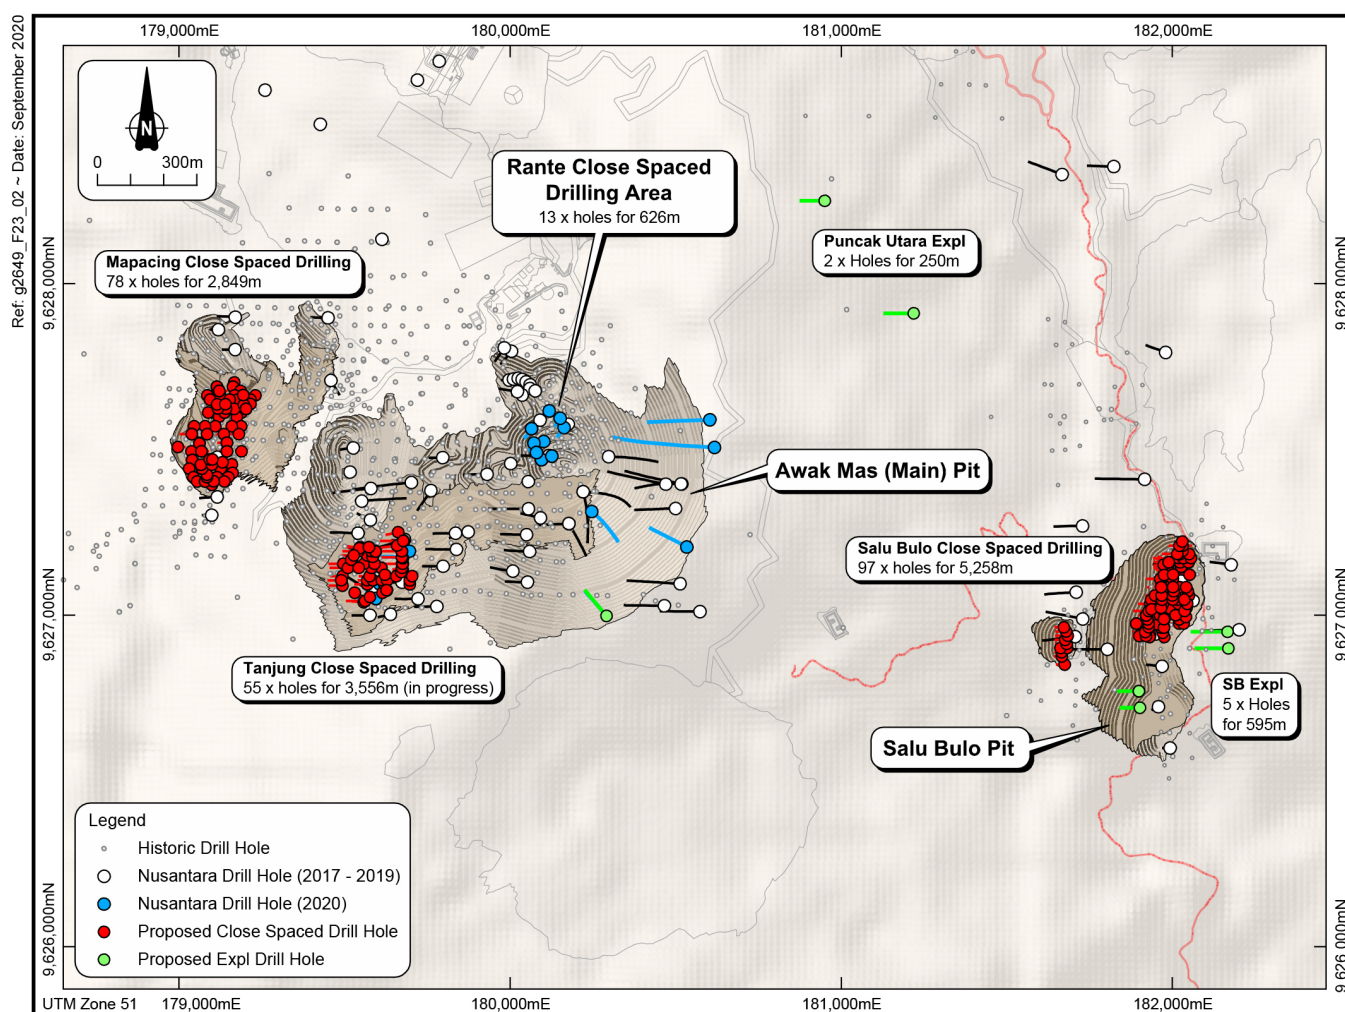 Ref: g2649_F23_02 ~ Date: September 2020
179,000mE
180,000mE
181,000mE
182,000mE
N
0 300m
Rante Close Spaced
Drilling Area
13 x holes for 626m
9,628,000mN
9,628,000mN
Mapacing Close Spaced Drilling
78 x holes for 2,849m
Puncak Utara Expl
2 x Holes for 250m
Awak Mas (Main) Pit
Salu Bulo Close Spaced Drilling
97 x holes for 5,258m
9,627,000mN
9,627,000mN
Tanjung Close Spaced Drilling
55 x holes for 3,556m (in progress)
SB Expl
5 x Holes
for 595m
Salu Bulo Pit
Legend
Historic Drill Hole
Nusantara Drill Hole (2017 - 2019)
Nusantara Drill Hole (2020)
Proposed Close Spaced Drill Hole
Proposed Expl Drill Hole
9,626,000mN
9,626,000mN
UTM Zone 51
179,000mE
180,000mE
181,000mE
182,000mE